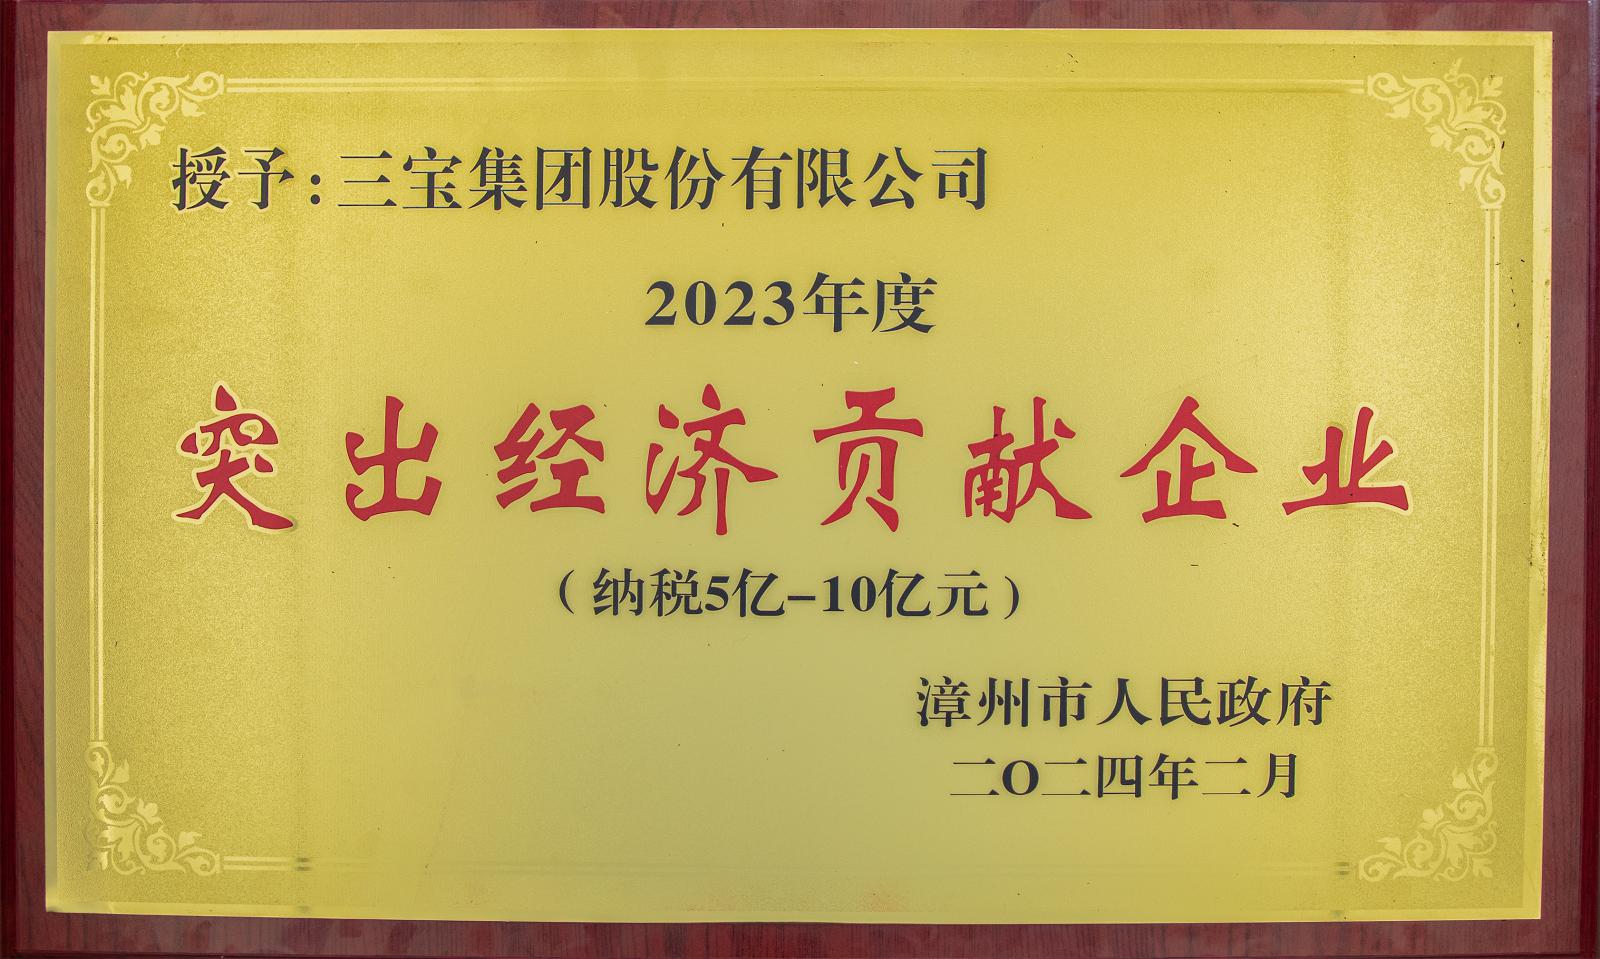 授予:三宝集团股份有限公司
2023年度
突出经济贡献企业
(纳税5亿-10亿元)
漳州市人民政府
二O二四年二月